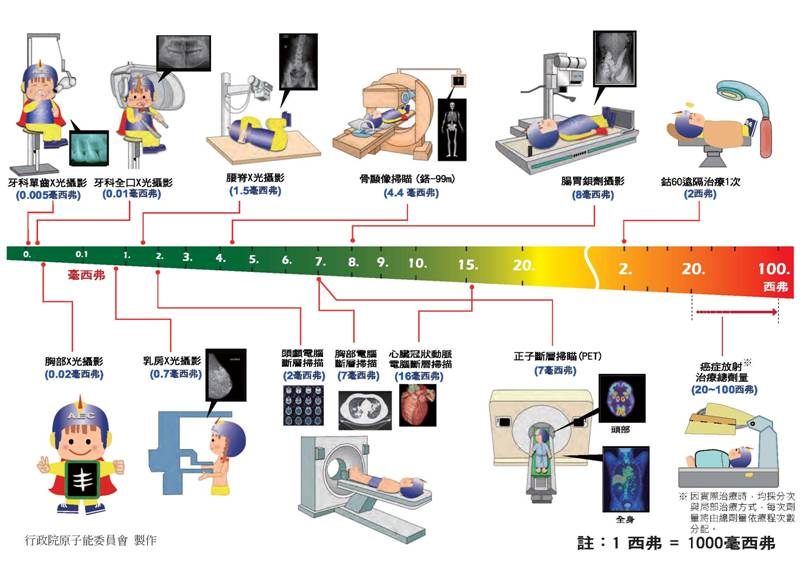 牙科單齒X光攝影
(0.005毫西弗)
牙科全口X光攝影
(0.01毫西弗)
腰脊X光攝影
(1.5毫西弗)
骨骼像掃瞄(鎝-99m)
(4.4 毫西弗)
腸胃鋇劑攝影
(8毫西弗)
鈷60遠隔治療1次
(2西弗)
0. 0.1 1. 2. 3. 4. 5. 6. 7. 8. 9. 10. 15. 20. 2. 20. 100.
毫西弗
西弗
胸部X光攝影
(0.02毫西弗)
乳房X光攝影
(0.7毫西弗)
頭顱電腦
斷層掃描
(2毫西弗)
胸部電腦
斷層掃描
(7毫西弗)
心臟冠狀動脈
電腦斷層掃描
(16毫西弗)
正子斷層掃瞄(PET)
(7毫西弗)
癌症放射※
治療總劑量
(20~100西弗)
AEC
頭部
全身
※因實際治療時,均採分次
與局部治療方式,每次劑
量將由總劑量依療程次數
分配。
行政院原子能委員會 製作
註:1 西弗 = 1000毫西弗